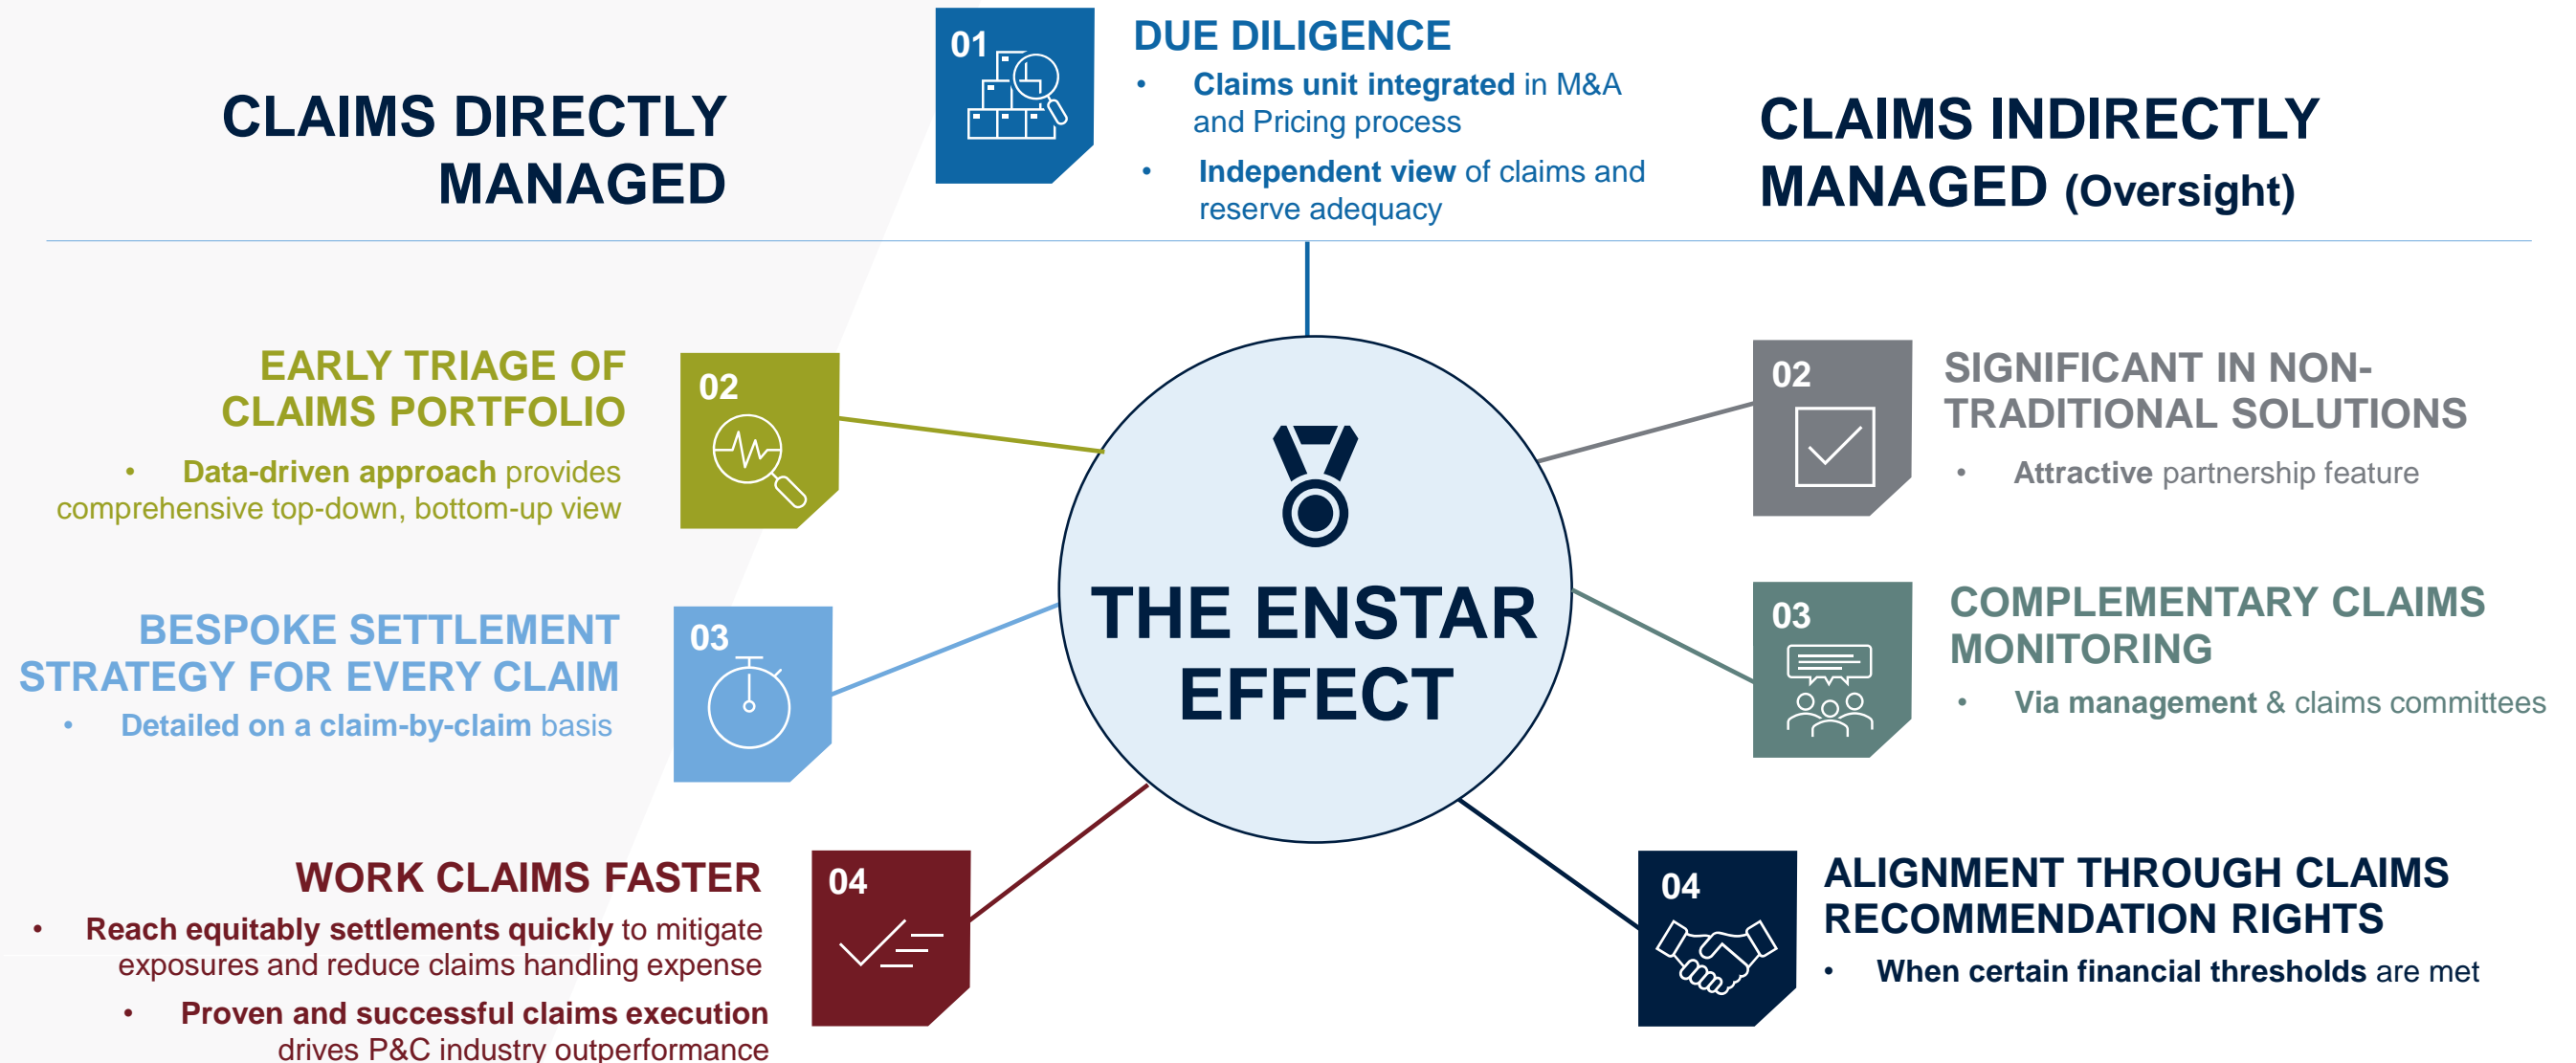 CLAIMS DIRECTLY
MANAGED
01
DUE DILIGENCE
• Claims unit integrated in M&A
and Pricing process
• Independent view of claims and
reserve adequacy
CLAIMS INDIRECTLY
MANAGED (Oversight)
EARLY TRIAGE OF
CLAIMS PORTFOLIO
• Data-driven approach provides
comprehensive top-down, bottom-up view
02
BESPOKE SETTLEMENT
STRATEGY FOR EVERY CLAIM
• Detailed on a claim-by-claim basis
03
WORK CLAIMS FASTER
• Reach equitably settlements quickly to mitigate
exposures and reduce claims handling expense
• Proven and successful claims execution
drives P&C industry outperformance
04
THE ENSTAR
EFFECT
02
SIGNIFICANT IN NON-
TRADITIONAL SOLUTIONS
• Attractive partnership feature
03
COMPLEMENTARY CLAIMS
MONITORING
• Via management & claims committees
04
ALIGNMENT THROUGH CLAIMS
RECOMMENDATION RIGHTS
• When certain financial thresholds are met